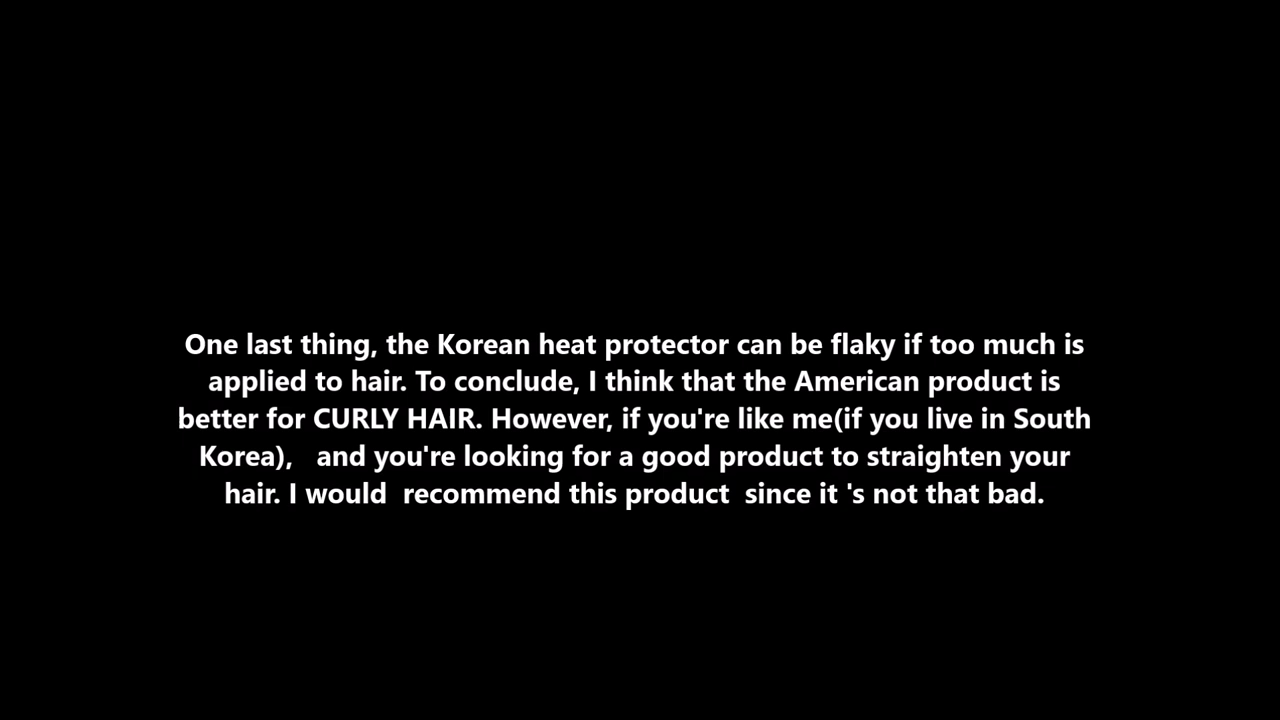 One last thing, the Korean heat protector can be flaky if too much is
applied to hair. To conclude, I think that the American product is
better for CURLY HAIR. However, if you're like me(if you live in South
Korea),   and you're looking for a good product to straighten your
hair. I would  recommend this product  since it 's not that bad.